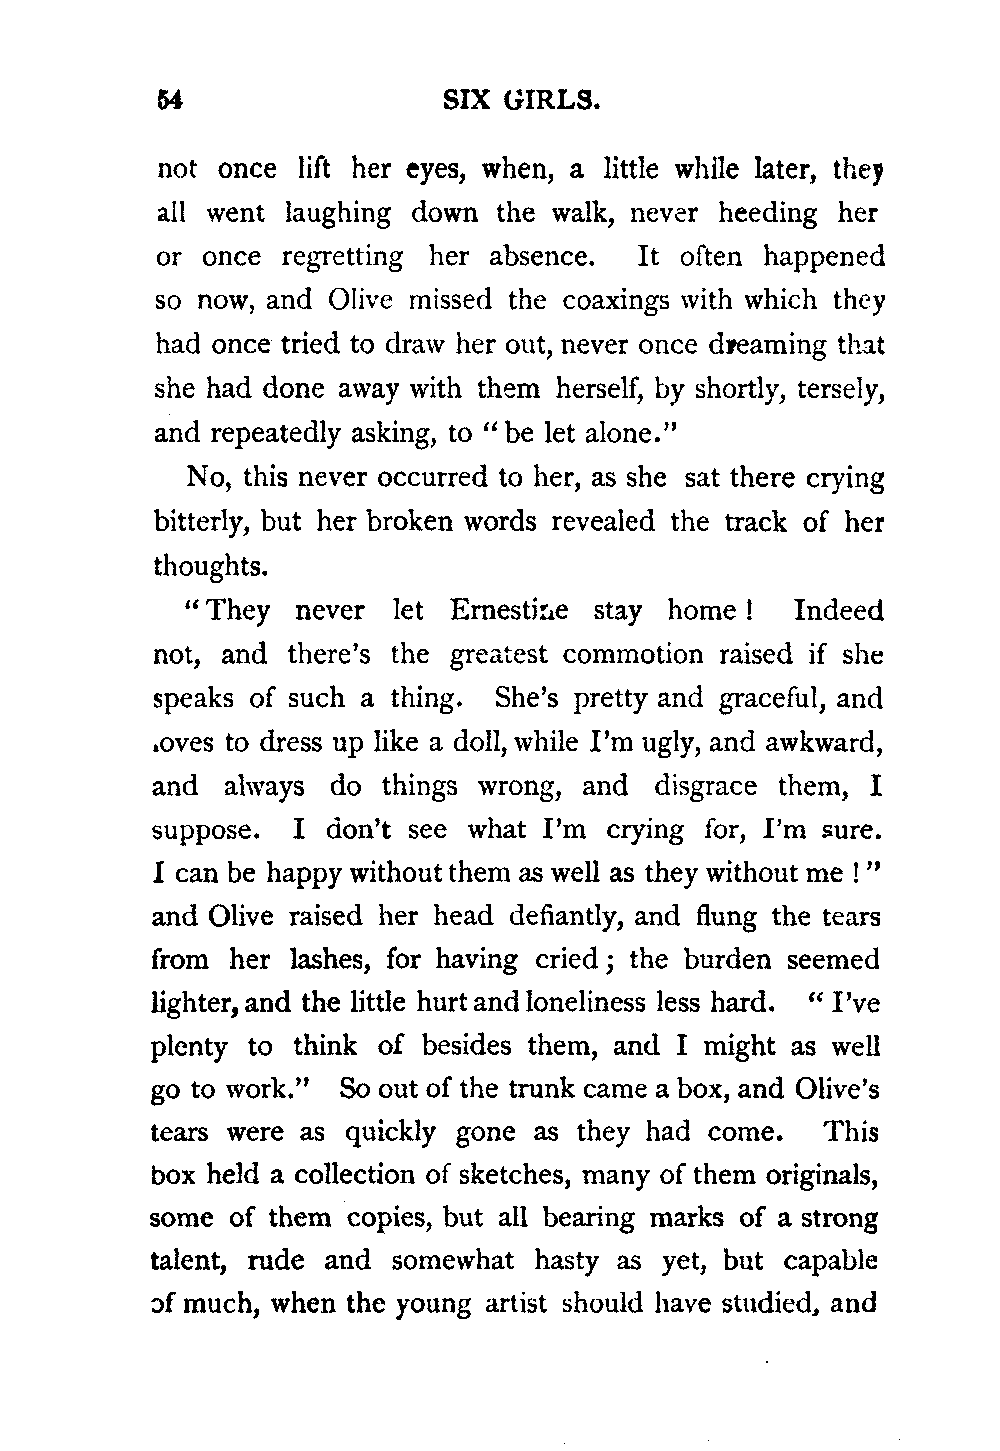 54 SIX GIRLS.
not once lift her eyes, when, a little while later, they
all went laughing down the walk, never heeding her
or once regretting her absence. It often happened
so now, and Olive missed the coaxings with which they
had once tried to draw her out, never once dreaming that
she had done away with them herself, by shortly, tersely,
and repeatedly asking, to "be let alone."
No, this never occurred to her, as she sat there crying
bitterly, but her broken words revealed the track of her
thoughts.
"They never let Ernestine stay home! Indeed
not, and there's the greatest commotion raised if she
speaks of such a thing. She's pretty and graceful, and
loves to dress up like a doll, while I'm ugly, and awkward,
and always do things wrong, and disgrace them, I
suppose. I don't see what I'm crying for, I'm sure.
I can be happy without them as well as they without me!"
and Olive raised her head defiantly, and flung the tears
from her lashes, for having cried; the burden seemed
lighter, and the little hurt and loneliness less hard. "I've
plenty to think of besides them, and I might as well
go to work." So out of the trunk came a box, and Olive's
tears were as quickly gone as they had come. This
box held a collection of sketches, many of them originals,
some of them copies, but all bearing marks of a strong
talent, rude and somewhat hasty as yet, but capable
of much, when the young artist should have studied, and